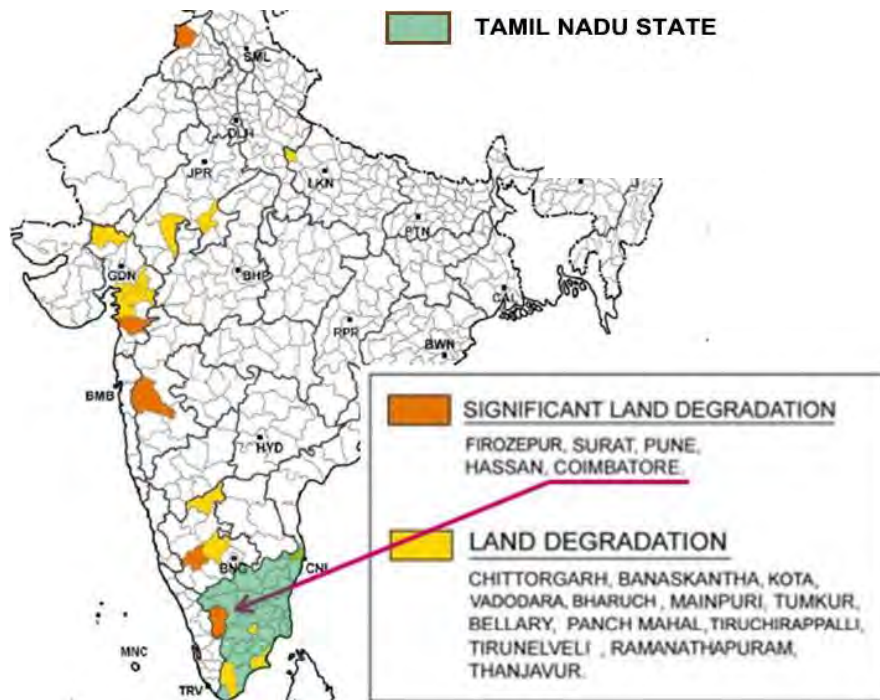 TAMIL NADU STATE
SML
DLH
JPR
LKN
PTN
GDN
BHP
CAL
RPR
BWN
BMB
HYD
BNG
CNI
MNC
TRV
SIGNIFICANT LAND DEGRADATION
FIROZEPUR, SURAT, PUNE,
HASSAN, COIMBATORE.
LAND DEGRADATION
CHITTORGARH, BANASKANTHA, KOTA,
VADODARA, BHARUCH , MAINPURI, TUMKUR,
BELLARY, PANCH MAHAL, TIRUCHIRAPPALLI,
TIRUNELVELI , RAMANATHAPURAM,
THANJAVUR.